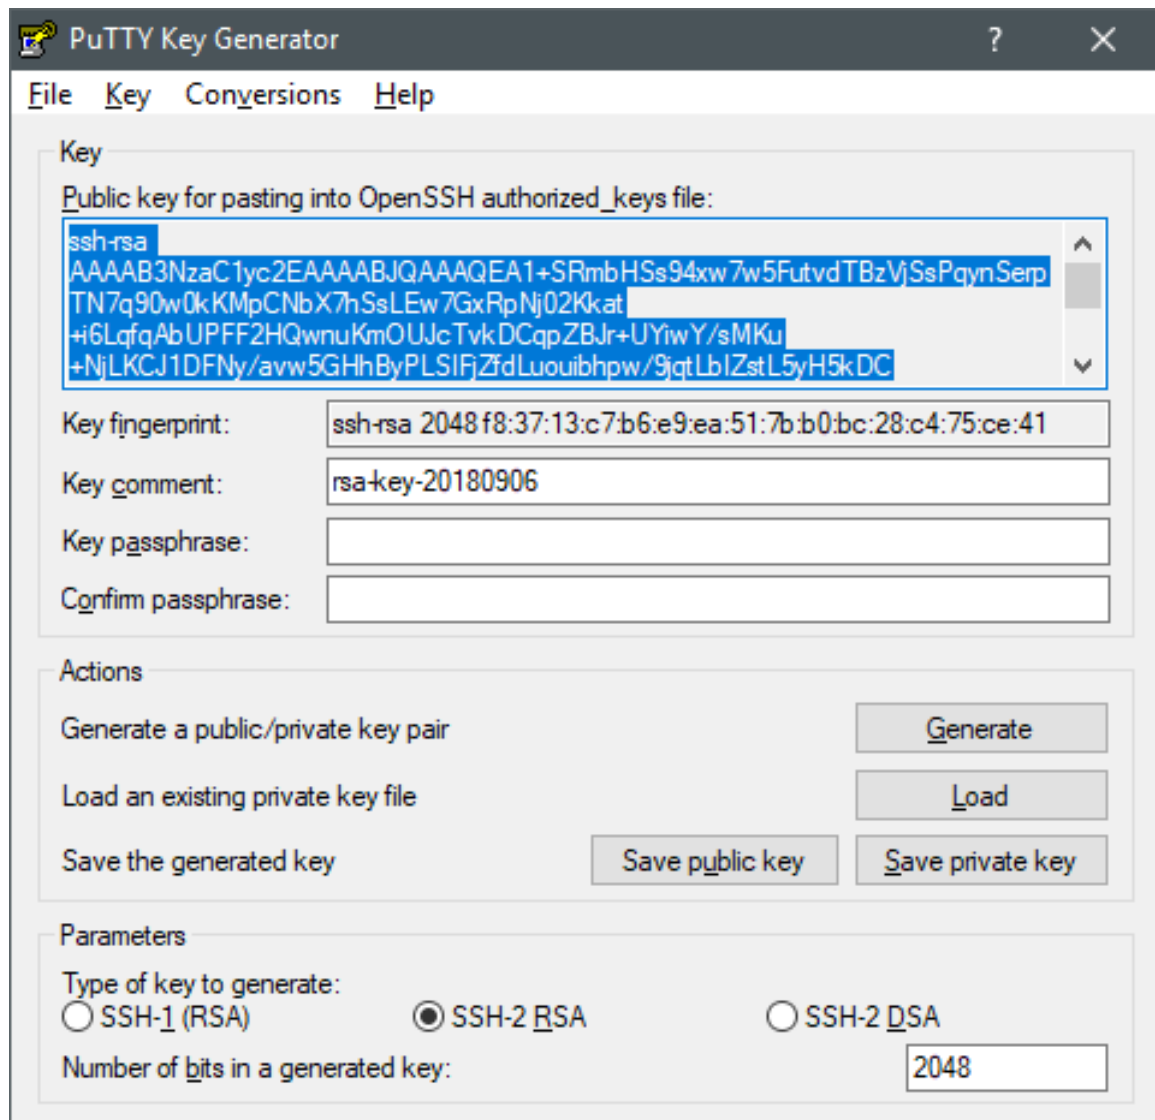 PuTTY Key Generator
? ×
File Key Conversions Help
Key
Public key for pasting into OpenSSH authorized_keys file:
ssh-rsa
AAAAB3NzaC1yc2EAAAABJQAAAQEA1+SRmbHSs94xw7w5FutvdTBzVjSsPqynSerp
TN7q90w0kKMpCNbX7hSsLEw7GxRpNj02Kkat
+i6LqfqAbUPFF2HQwnuKmOUJcTvkDCqpZBJr+UYiwY/sMKu
+NjLKCJ1DFNy/avw5GHhByPLSIFjZfdLuouibhpw/9jqtLbIZstL5yH5kDC
Key fingerprint: ssh-rsa 2048 f8:37:13:c7:b6:e9:ea:51:7b:b0:bc:28:c4:75:ce:41
Key comment: rsa-key-20180906
Key passphrase:
Confirm passphrase:
Actions
Generate a public/private key pair Generate
Load an existing private key file Load
Save the generated key Save public key Save private key
Parameters
Type of key to generate:
SSH-1 (RSA) SSH-2 RSA SSH-2 DSA
Number of bits in a generated key: 2048